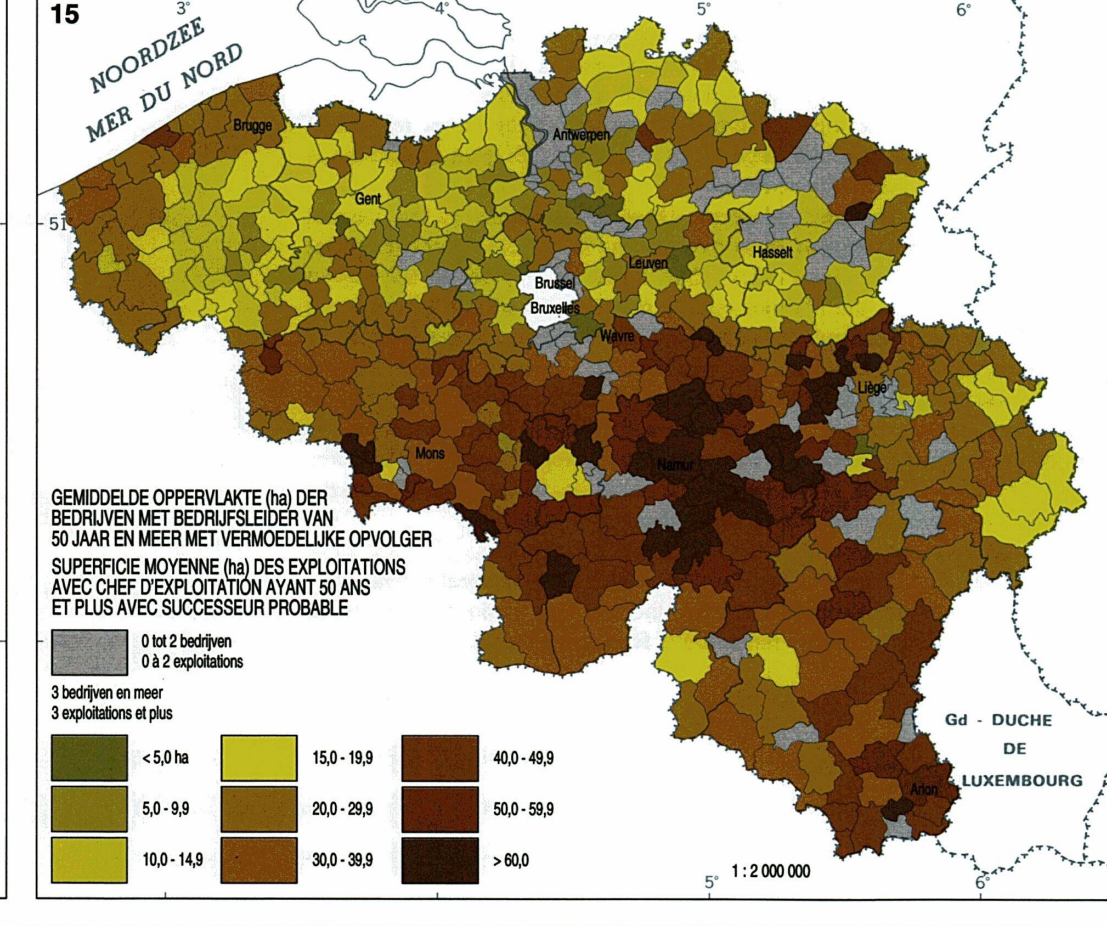 15
3°
4°
5°
6°
NOORDZEE
MER DU NORD
Brugge
Antwerpen
51°
Gent
Hasselt
Leuven
Brussel
Bruxelles
Wavre
Liège
Mons
Namur
GEMIDDELDE OPPERVLAKTE (ha) DER
BEDRIJVEN MET BEDRIJFSLEIDER VAN
50 JAAR EN MEER MET VERMOEDELIJKE OPVOLGER
SUPERFICIE MOYENNE (ha) DES EXPLOITATIONS
AVEC CHEF D'EXPLOITATION AYANT 50 ANS
ET PLUS AVEC SUCCESSEUR PROBABLE
0 tot 2 bedrijven
0 à 2 exploitations
3 bedrijven en meer
3 exploitations et plus
Gd - DUCHE
DE
LUXEMBOURG
Arlon
< 5,0 ha
15,0 - 19,9
40,0 - 49,9
5,0 - 9,9
20,0 - 29,9
50,0 - 59,9
10,0 - 14,9
30,0 - 39,9
> 60,0
1 : 2 000 000
3°
4°
5°
6°